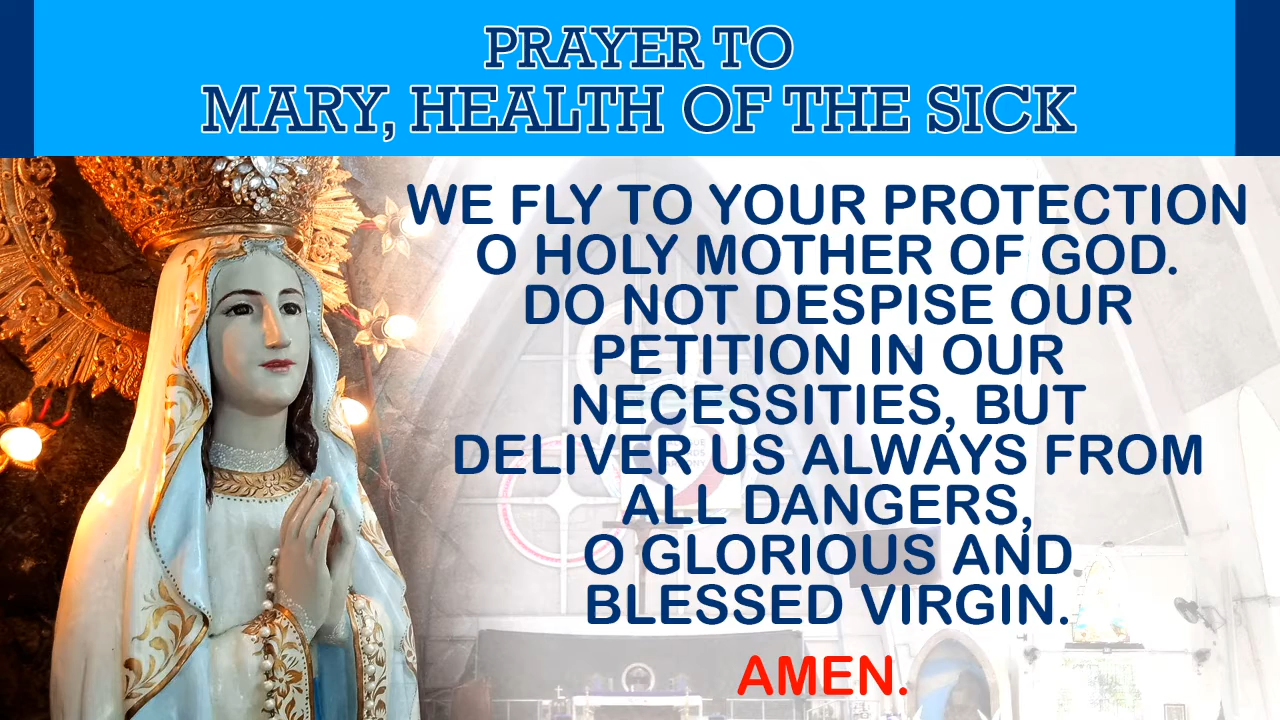 PRAYER TO
MARY, HEALTH OF THE SICK
WE FLY TO YOUR PROTECTION
O HOLY MOTHER OF GOD.
DO NOT DESPISE OUR
PETITION IN OUR
NECESSITIES, BUT
DELIVER US ALWAYS FROM
ALL DANGERS,
O GLORIOUS AND
BLESSED VIRGIN.
AMEN.